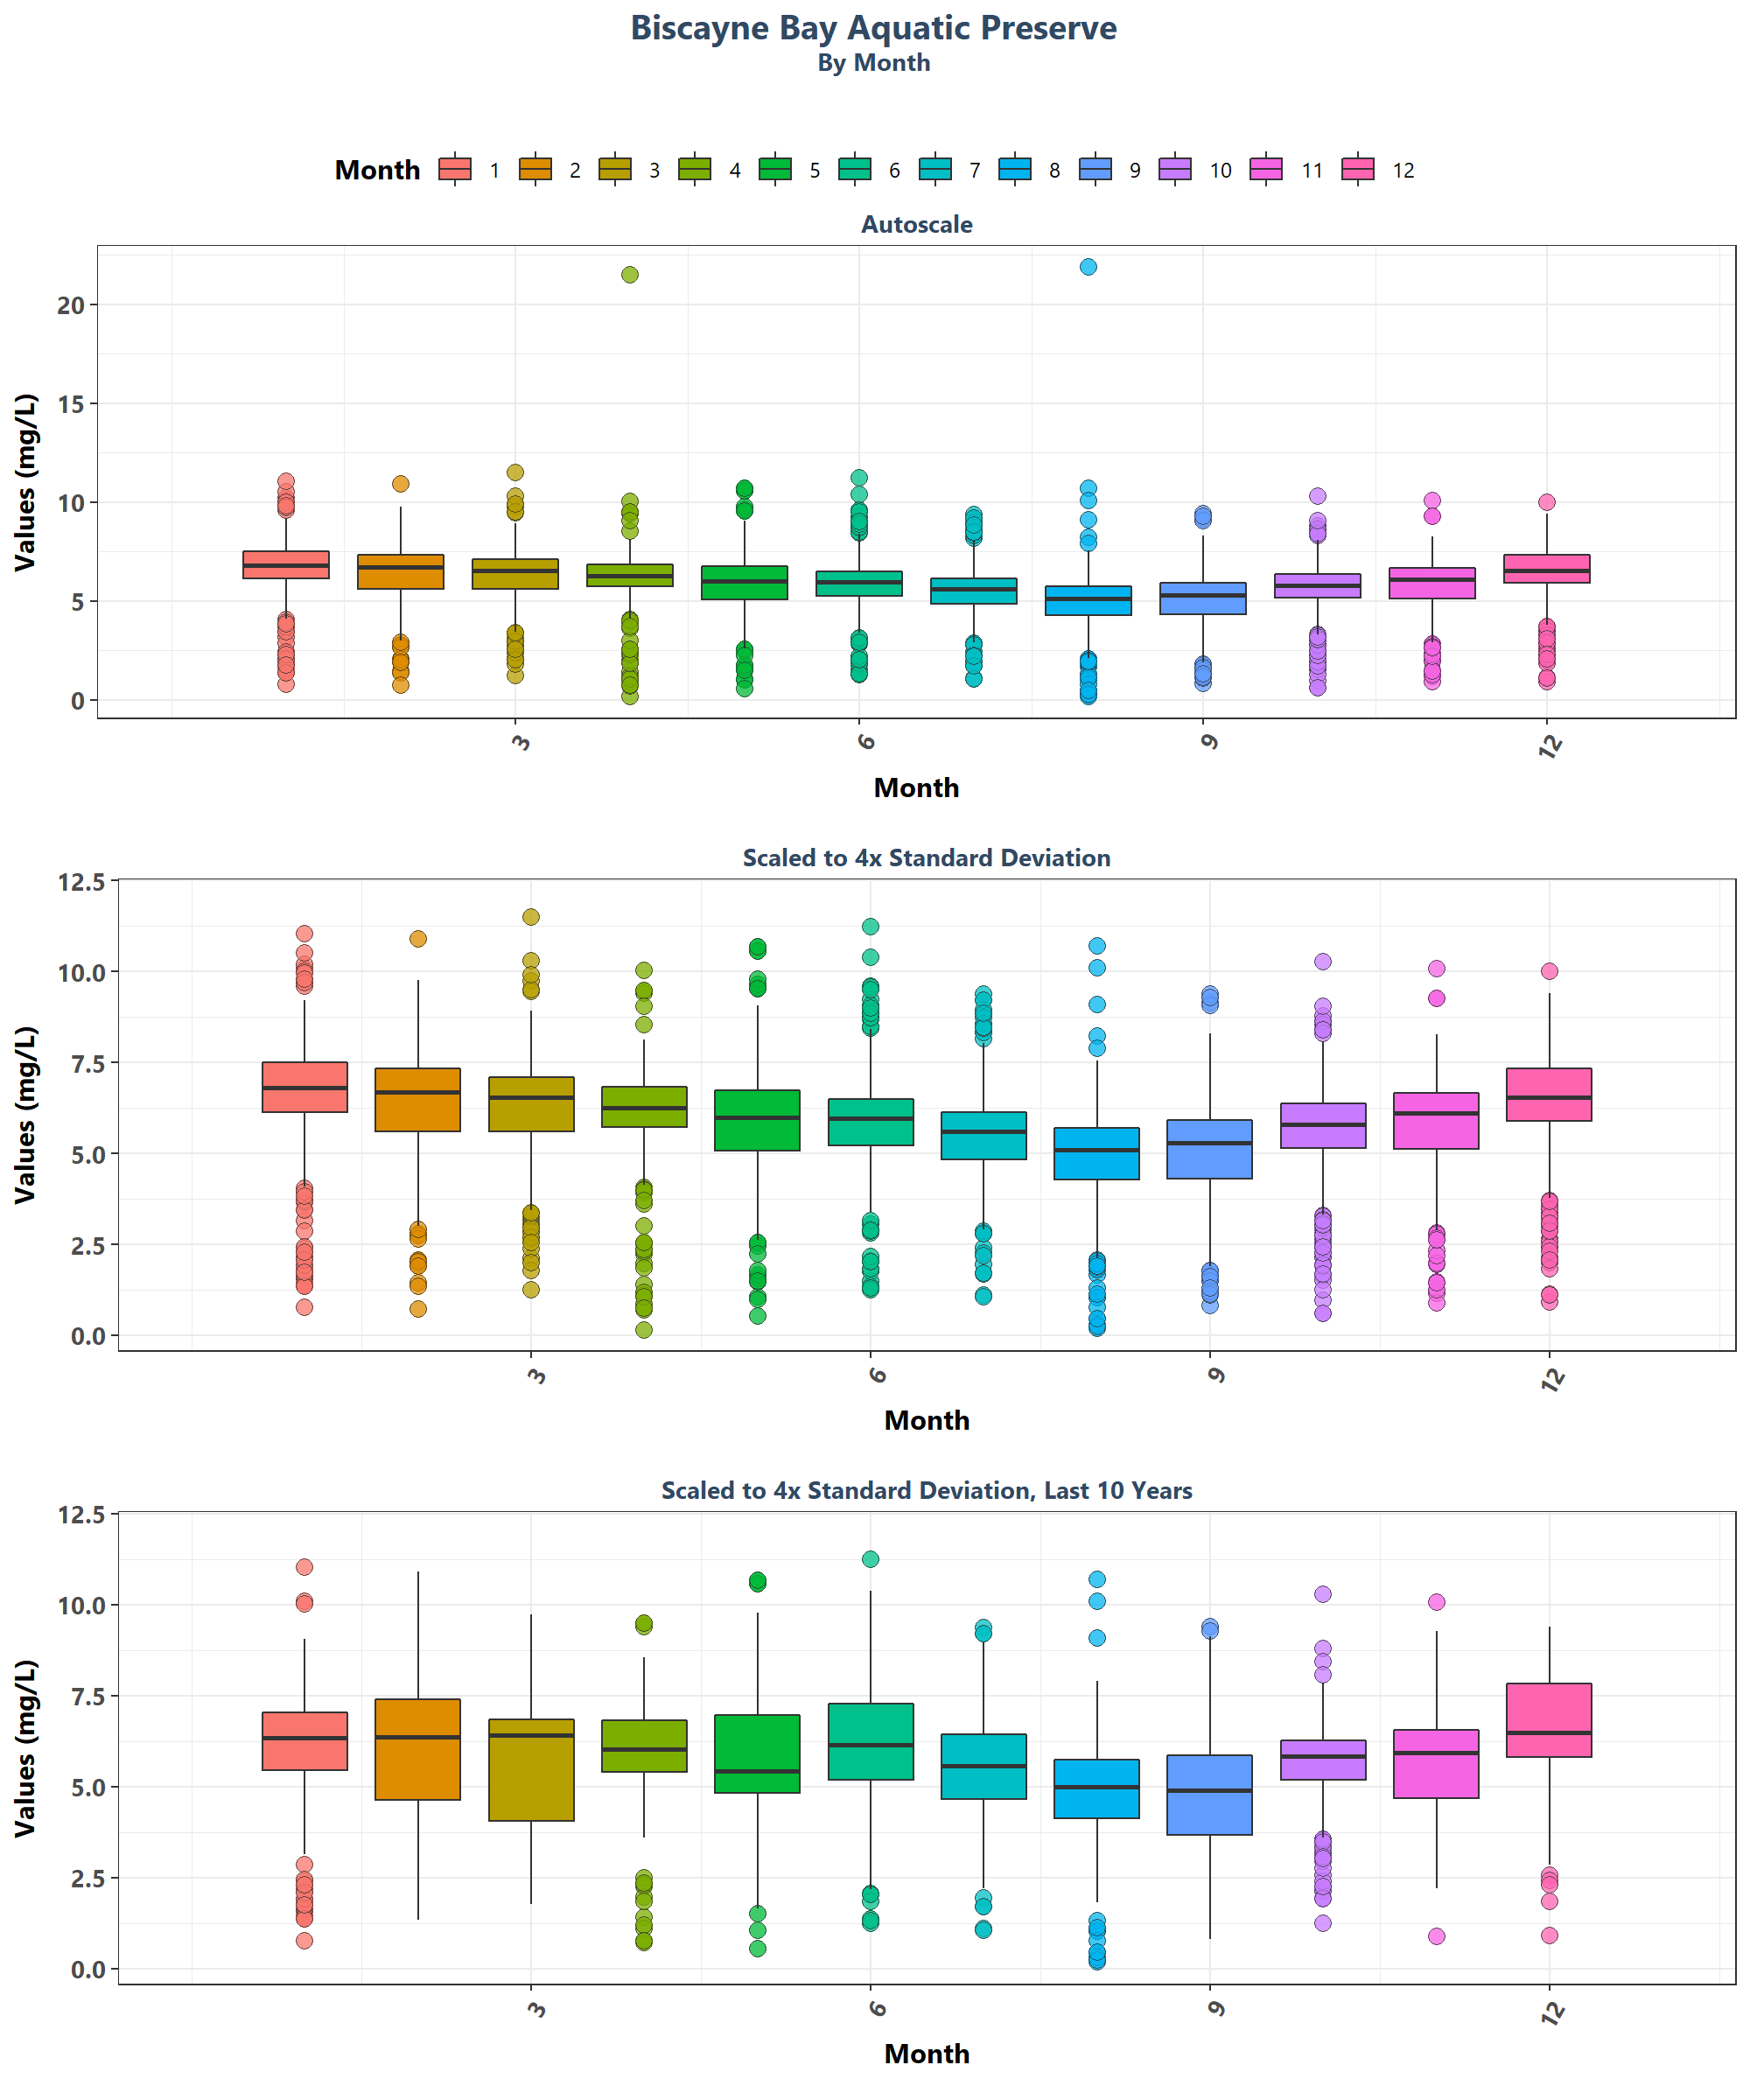 Biscayne Bay Aquatic Preserve
By Month
Month 1 2 3 4 5 6 7 8 9 10 11 12
Autoscale
Values (mg/L)
20
15
10
5
0
3 6 9 12
Month
Scaled to 4x Standard Deviation
Values (mg/L)
12.5
10.0
7.5
5.0
2.5
0.0
3 6 9 12
Month
Scaled to 4x Standard Deviation, Last 10 Years
Values (mg/L)
12.5
10.0
7.5
5.0
2.5
0.0
3 6 9 12
Month